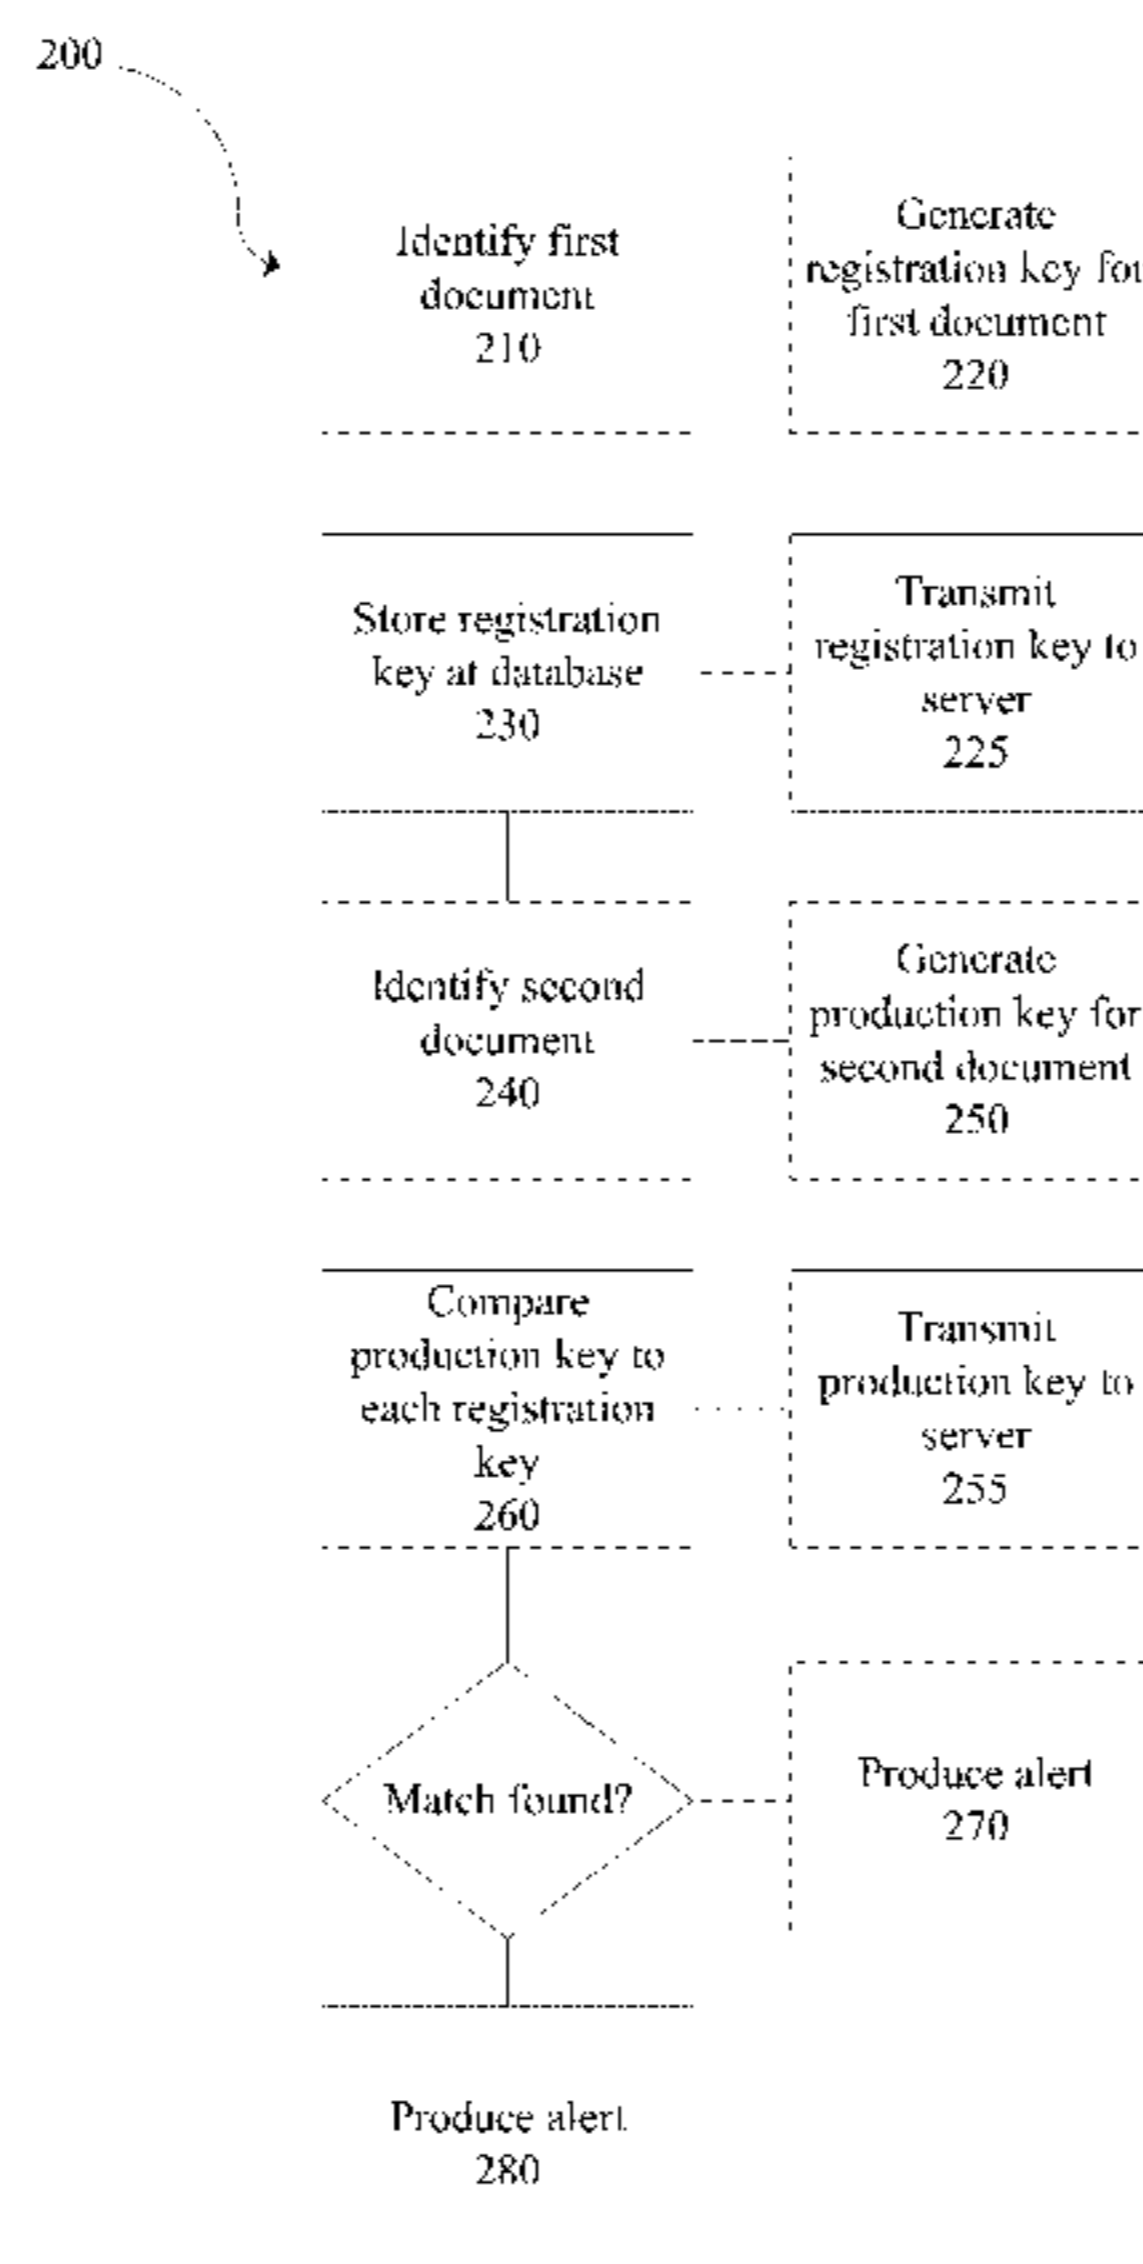 200
Identify first
document
210
Generate
registration key for
first document
220
Store registration
key at database
230
Transmit
registration key to
server
225
Identify second
document
240
Generate
production key for
second document
250
Compare
production key to
each registration
key
260
Transmit
production key to
server
255
Match found?
Produce alert
270
Produce alert
280